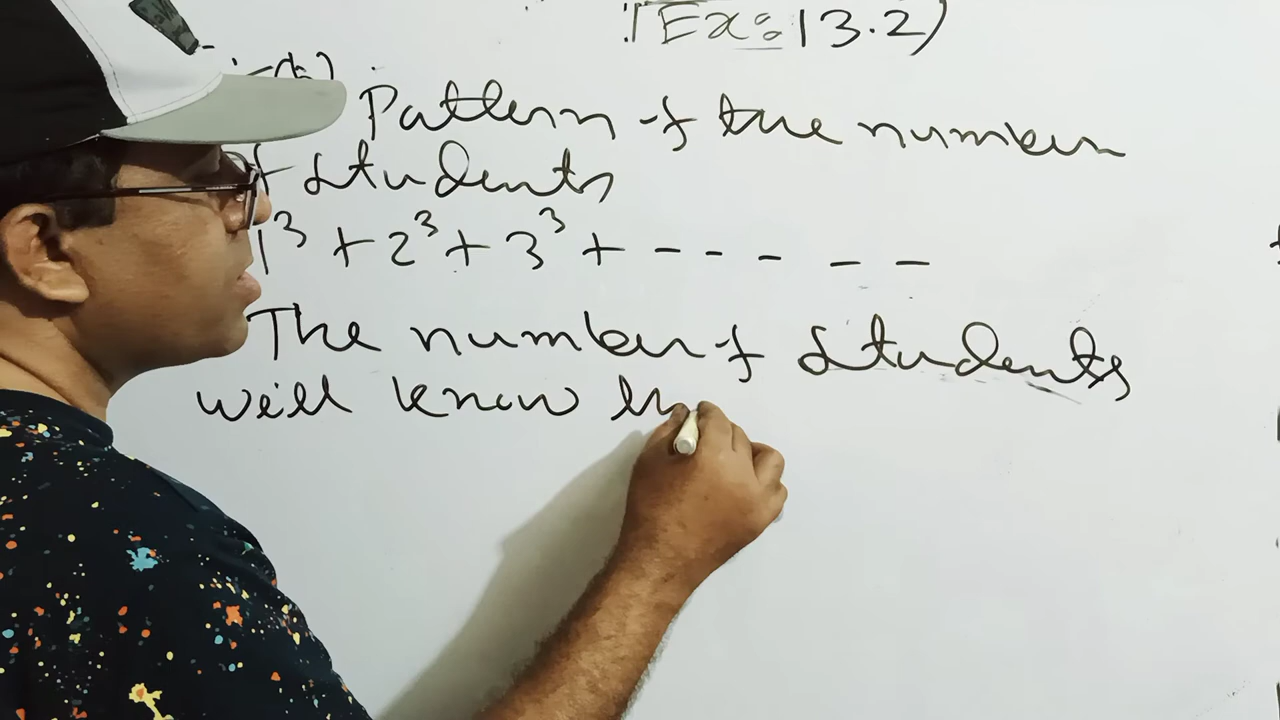 (Ex: 13.2)
Pattern of the number
of students
1³ + 2³ + 3³ + - - - - -
The number of students
will know